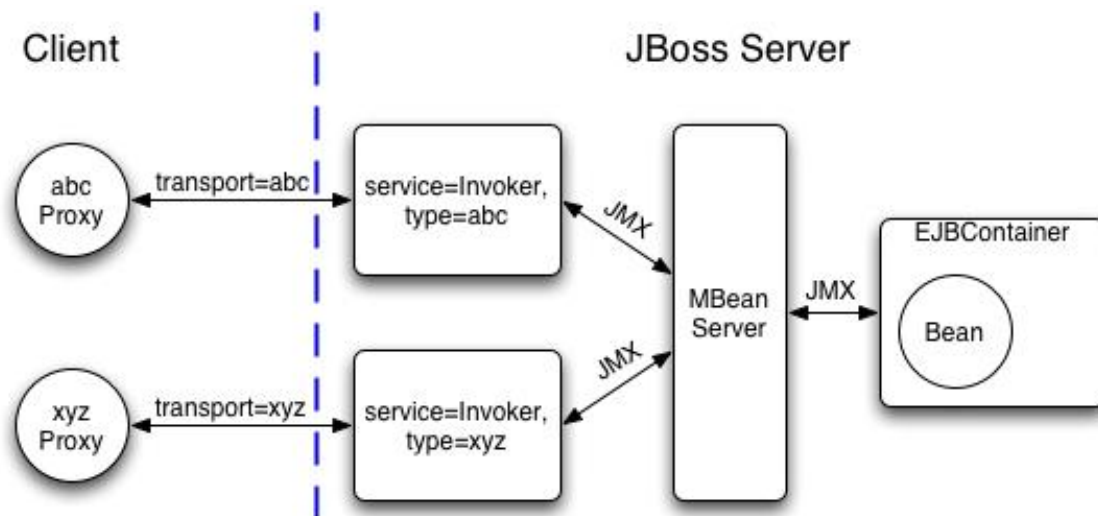 Client
JBoss Server
abc
Proxy
transport=abc
service=Invoker,
type=abc
JMX
MBean
Server
JMX
EJBContainer
Bean
xyz
Proxy
transport=xyz
service=Invoker,
type=xyz
JMX